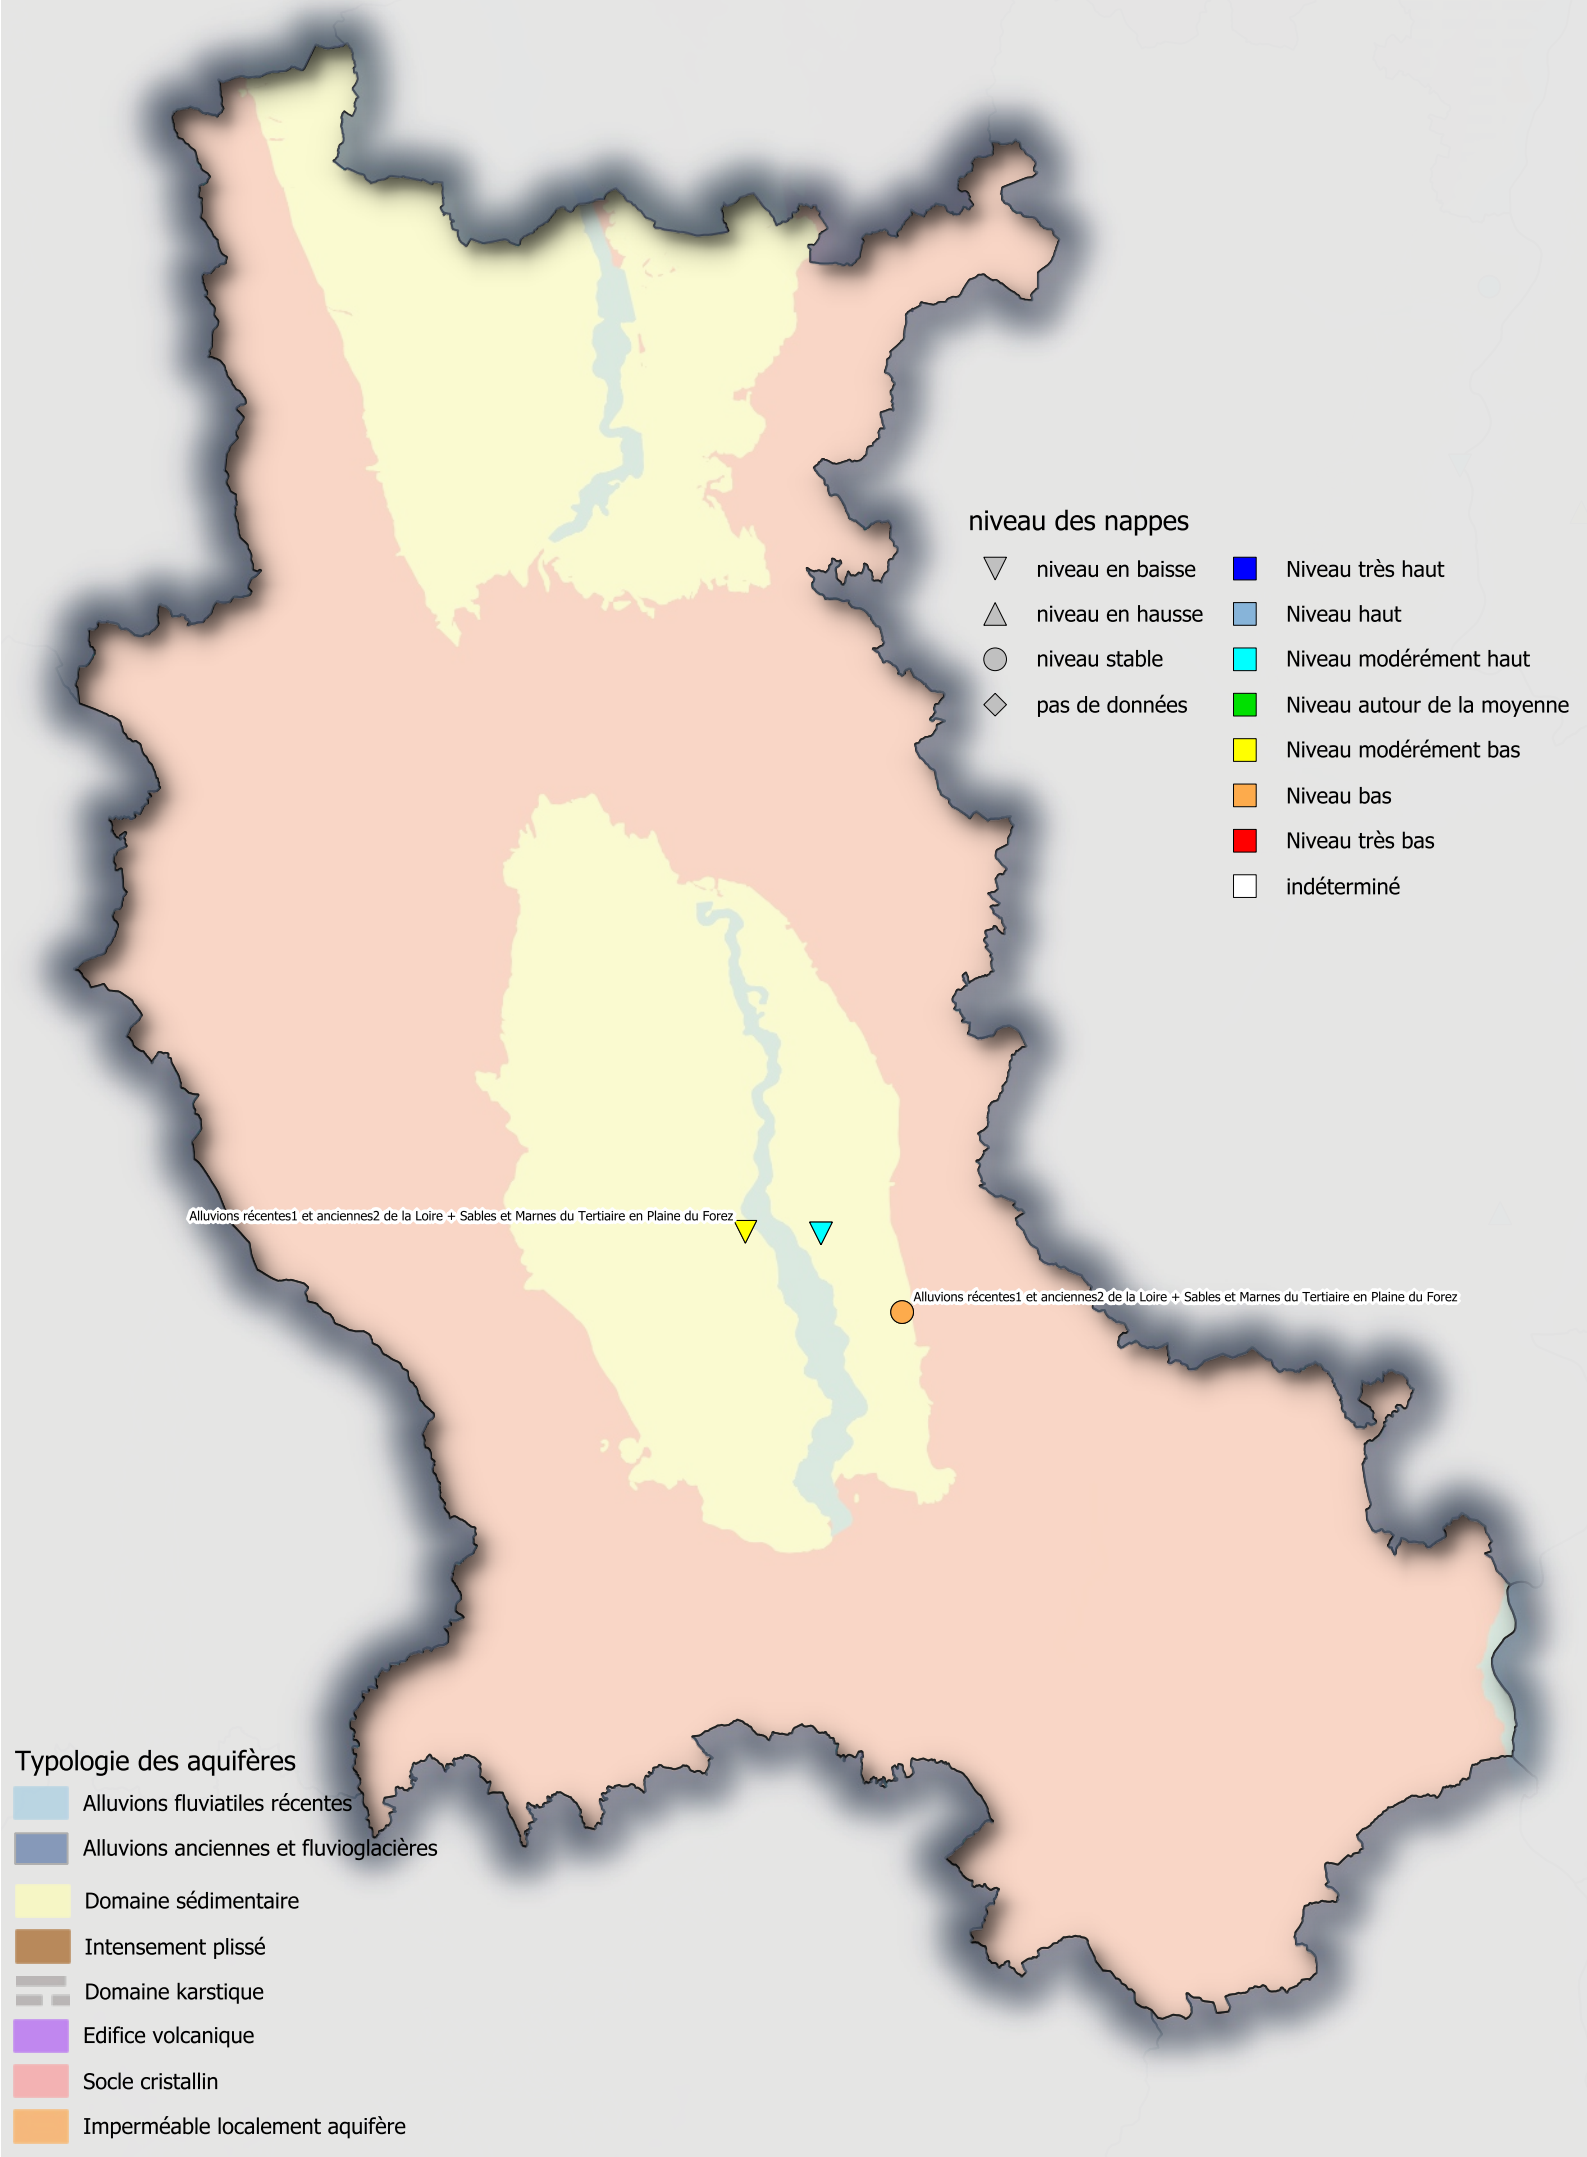 niveau des nappes
niveau en baisse
niveau en hausse
niveau stable
pas de données
Niveau très haut
Niveau haut
Niveau modérément haut
Niveau autour de la moyenne
Niveau modérément bas
Niveau bas
Niveau très bas
indéterminé
Alluvions récentes1 et anciennes2 de la Loire + Sables et Marnes du Tertiaire en Plaine du Forez
Alluvions récentes1 et anciennes2 de la Loire + Sables et Marnes du Tertiaire en Plaine du Forez
Typologie des aquifères
Alluvions fluviatiles récentes
Alluvions anciennes et fluvioglacières
Domaine sédimentaire
Intensement plissé
Domaine karstique
Edifice volcanique
Socle cristallin
Imperméable localement aquifère